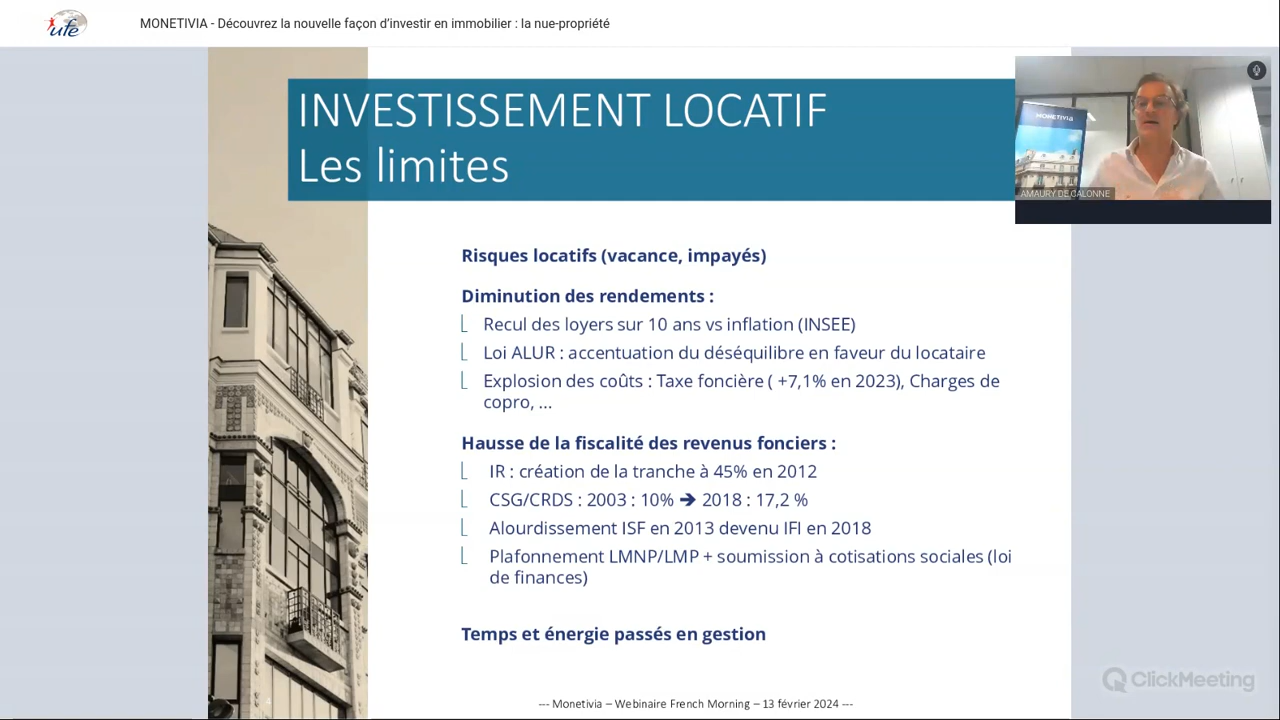 ufe
MONETIVIA - Découvrez la nouvelle façon d’investir en immobilier : la nue-propriété
INVESTISSEMENT LOCATIF
Les limites
MONETIVIA
AMAURY DE CALONNE
Risques locatifs (vacance, impayés)
Diminution des rendements :
Recul des loyers sur 10 ans vs inflation (INSEE)
Loi ALUR : accentuation du déséquilibre en faveur du locataire
Explosion des coûts : Taxe foncière ( +7,1% en 2023), Charges de
copro, ...
Hausse de la fiscalité des revenus fonciers :
IR : création de la tranche à 45% en 2012
CSG/CRDS : 2003 : 10% ➔ 2018 : 17,2 %
Alourdissement ISF en 2013 devenu IFI en 2018
Plafonnement LMNP/LMP + soumission à cotisations sociales (loi
de finances)
Temps et énergie passés en gestion
ClickMeeting
--- Monetivia – Webinaire French Morning – 13 février 2024 ---